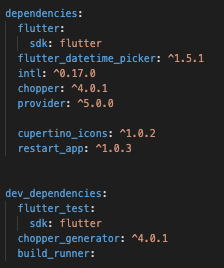 dependencies:
  flutter:
    sdk: flutter
  flutter_datetime_picker: ^1.5.1
  intl: ^0.17.0
  chopper: ^4.0.1
  provider: ^5.0.0

  cupertino_icons: ^1.0.2
  restart_app: ^1.0.3

dev_dependencies:
  flutter_test:
    sdk: flutter
  chopper_generator: ^4.0.1
  build_runner: